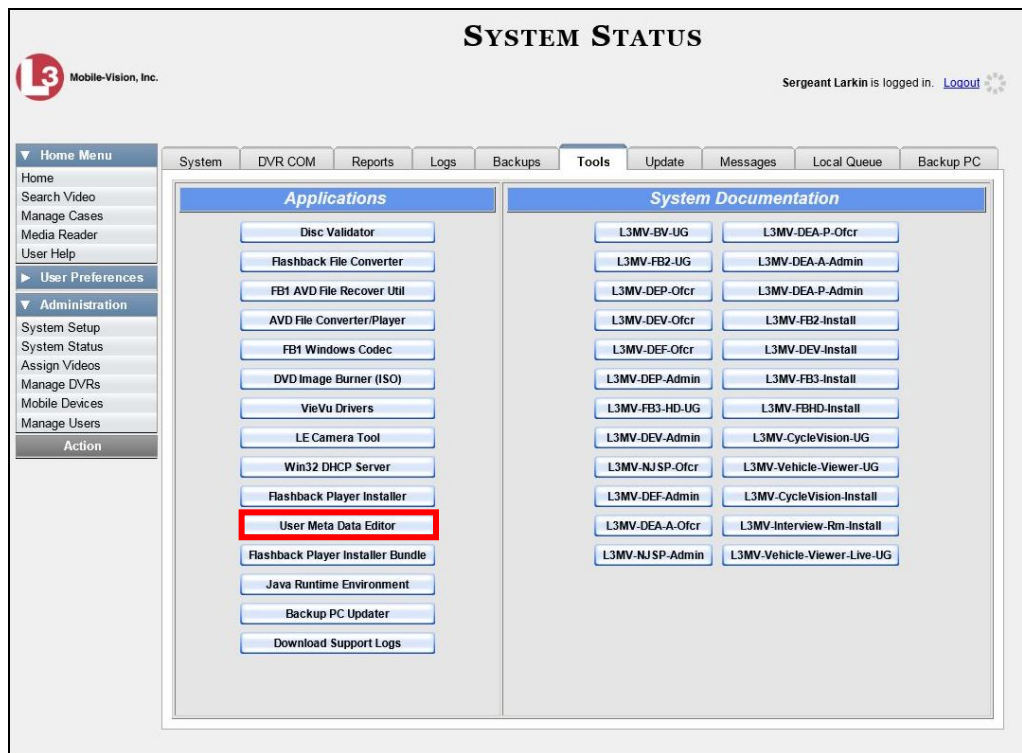 SYSTEM STATUS
L3 Mobile-Vision, Inc.
Sergeant Larkin is logged in. Logout
▼ Home Menu
Home
Search Video
Manage Cases
Media Reader
User Help
► User Preferences
▼ Administration
System Setup
System Status
Assign Videos
Manage DVRs
Mobile Devices
Manage Users
Action
System DVR COM Reports Logs Backups Tools Update Messages Local Queue Backup PC
Applications
Disc Validator
Flashback File Converter
FB1 AVD File Recover Util
AVD File Converter/Player
FB1 Windows Codec
DVD Image Burner (ISO)
VieVu Drivers
LE Camera Tool
Win32 DHCP Server
Flashback Player Installer
User Meta Data Editor
Flashback Player Installer Bundle
Java Runtime Environment
Backup PC Updater
Download Support Logs
System Documentation
L3MV-BV-UG L3MV-DEA-P-Ofcr
L3MV-FB2-UG L3MV-DEA-A-Admin
L3MV-DEP-Ofcr L3MV-DEA-P-Admin
L3MV-DEV-Ofcr L3MV-FB2-Install
L3MV-DEF-Ofcr L3MV-DEV-Install
L3MV-DEP-Admin L3MV-FB3-Install
L3MV-FB3-HD-UG L3MV-FBHD-Install
L3MV-DEV-Admin L3MV-CycleVision-UG
L3MV-NJSP-Ofcr L3MV-Vehicle-Viewer-UG
L3MV-DEF-Admin L3MV-CycleVision-Install
L3MV-DEA-A-Ofcr L3MV-Interview-Rm-Install
L3MV-NJSP-Admin L3MV-Vehicle-Viewer-Live-UG